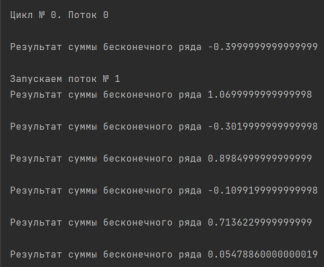 Цикл № 0. Поток 0
Результат суммы бесконечного ряда -0.3999999999999999
Запускаем поток № 1
Результат суммы бесконечного ряда 1.0699999999999998
Результат суммы бесконечного ряда -0.3019999999999998
Результат суммы бесконечного ряда 0.8984999999999999
Результат суммы бесконечного ряда -0.1099199999999998
Результат суммы бесконечного ряда 0.7136229999999999
Результат суммы бесконечного ряда 0.05478860000000019